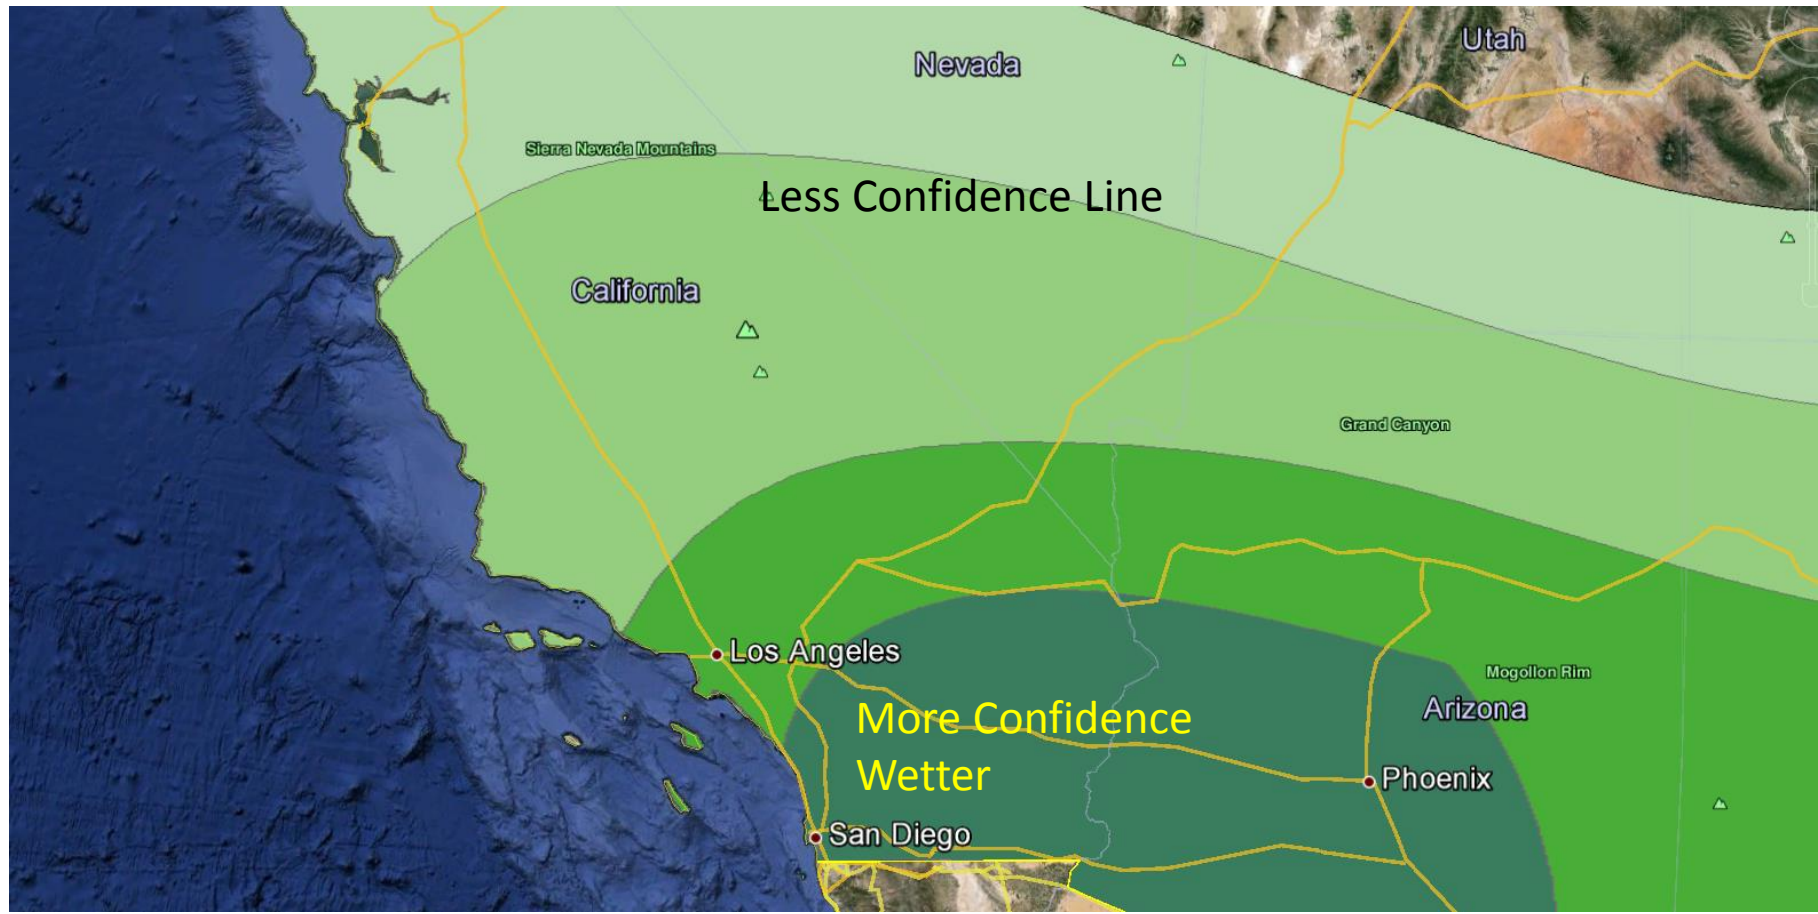 Utah
Nevada
Sierra Nevada Mountains
Less Confidence Line
California
Grand Canyon
Los Angeles
Mogollon Rim
Arizona
More Confidence
Wetter
Phoenix
San Diego